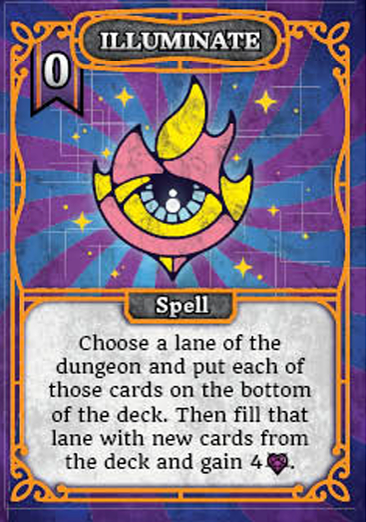 ILLUMINATE
0
Spell
Choose a lane of the
dungeon and put each of
those cards on the bottom
of the deck. Then fill that
lane with new cards from
the deck and gain 4.